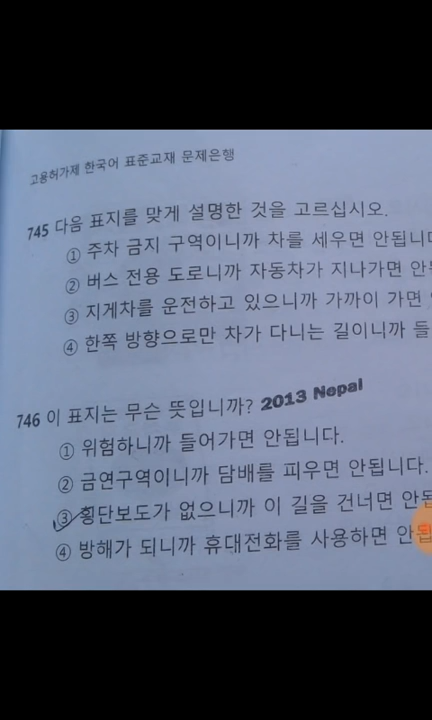 고용허가제 한국어 표준교재 문제은행
745 다음 표지를 맞게 설명한 것을 고르십시오.
① 주차 금지 구역이니까 차를 세우면
② 버스 전용 도로니까 자동차가 지나가면
③ 지게차를 운전하고 있으니까 가까이 가면
④ 한쪽 방향으로만 차가 다니는 길이니까
746 이 표지는 무슨 뜻입니까? 2013 Nepal
① 위험하니까 들어가면 안됩니다.
② 금연구역이니까 담배를 피우면 안됩니다.
③ 횡단보도가 없으니까 이 길을 건너면
④ 방해가 되니까 휴대전화를 사용하면